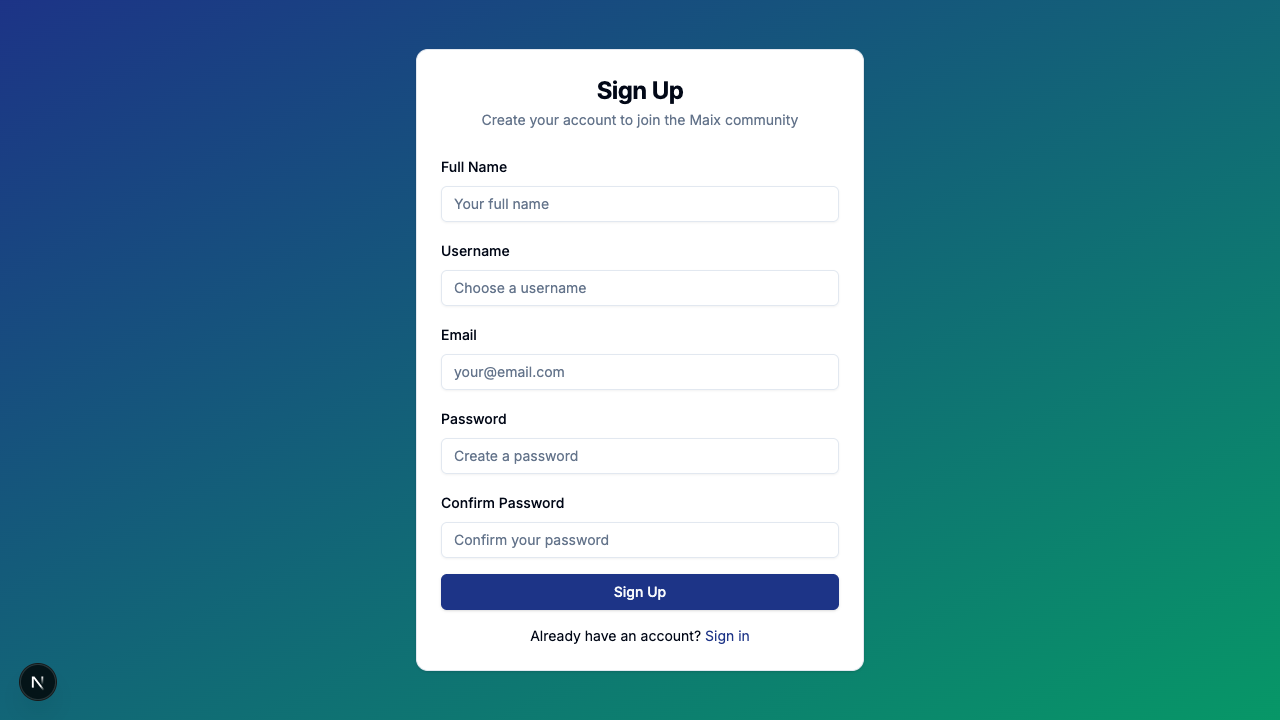 Sign Up
Create your account to join the Maix community
Full Name
Your full name
Username
Choose a username
Email
your@email.com
Password
Create a password
Confirm Password
Confirm your password
Sign Up
Already have an account? Sign in
N